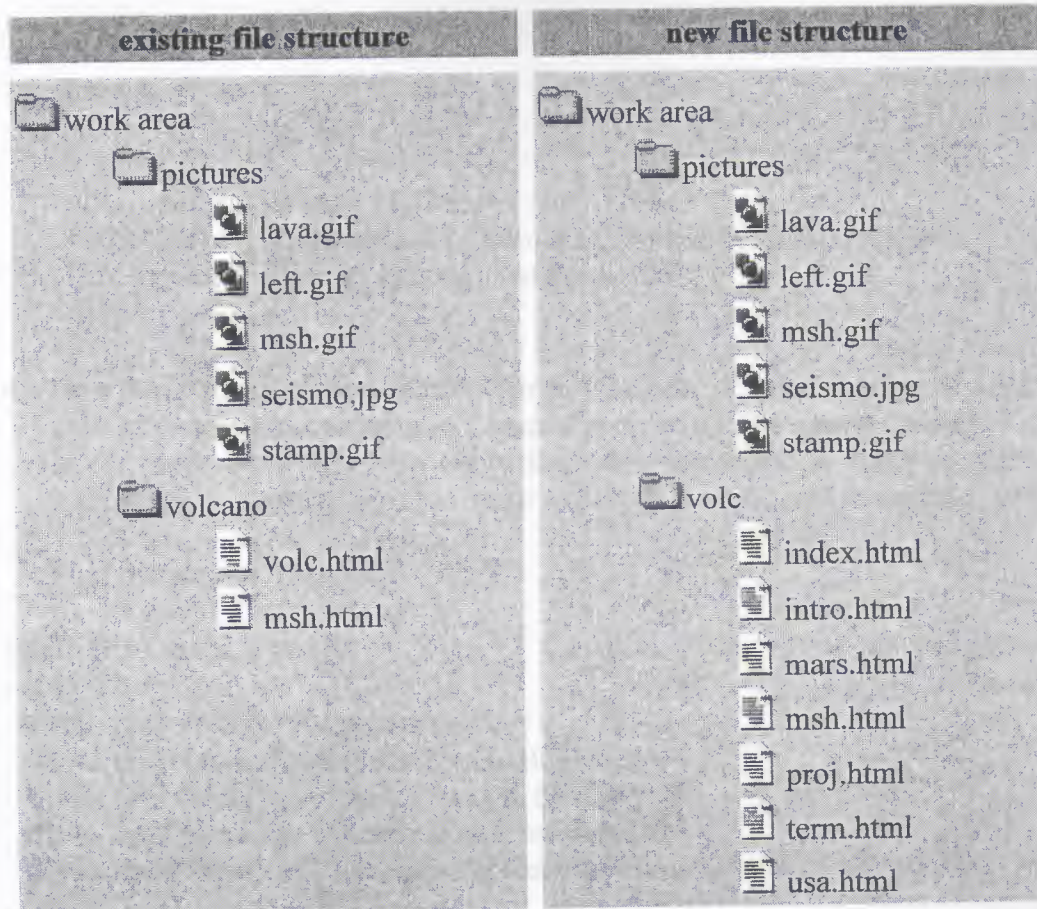 existing file structure
work area
pictures
lava.gif
left.gif
msh.gif
seismo.jpg
stamp.gif
volcano
volc.html
msh.html
new file structure
work area
pictures
lava.gif
left.gif
msh.gif
seismo.jpg
stamp.gif
volc
index.html
intro.html
mars.html
msh.html
proj.html
term.html
usa.html